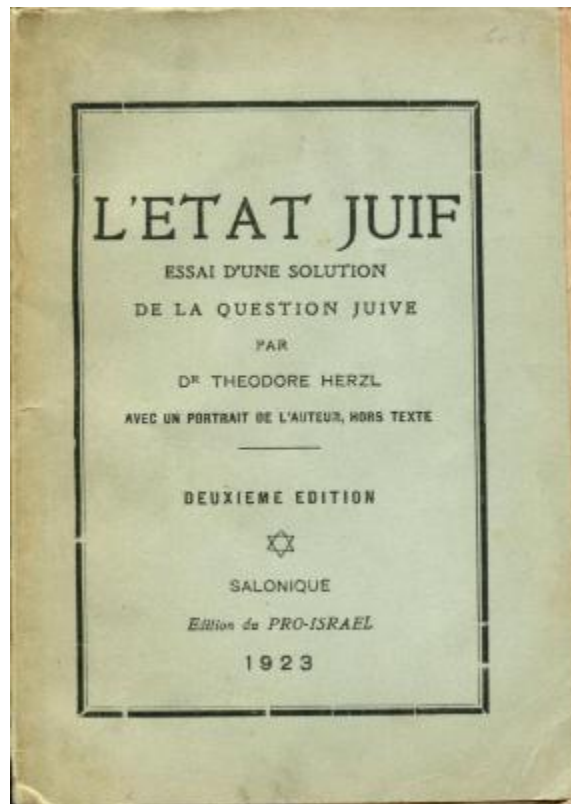 L'ETAT JUIF
ESSAI D'UNE SOLUTION
DE LA QUESTION JUIVE
PAR
DR THEODORE HERZL
AVEC UN PORTRAIT DE L'AUTEUR, HORS TEXTE
DEUXIEME EDITION
SALONIQUE
Edition du PRO-ISRAEL
1923